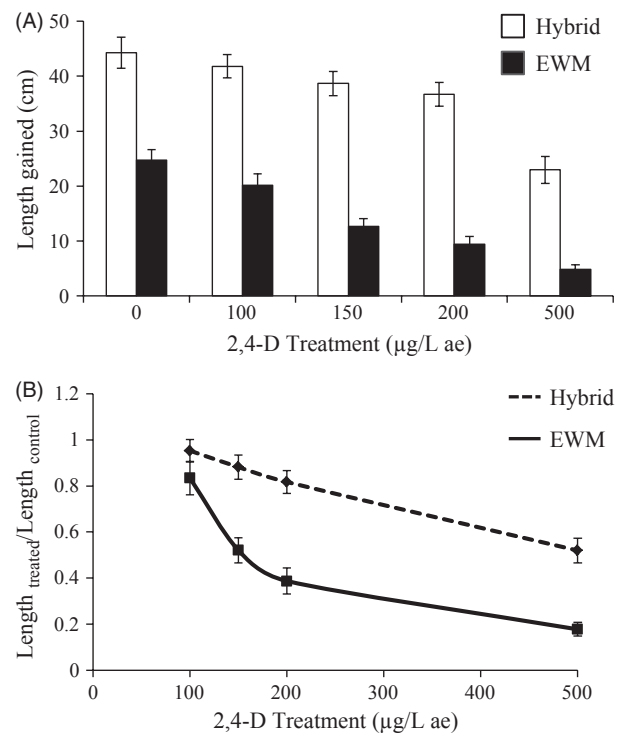 (A)
Length gained (cm)
50
40
30
20
10
0
Hybrid
EWM
0 100 150 200 500
2,4-D Treatment (µg/L ae)
(B)
Length treated/Length control
1.2
1
0.8
0.6
0.4
0.2
0
Hybrid
EWM
0 100 200 300 400 500
2,4-D Treatment (µg/L ae)